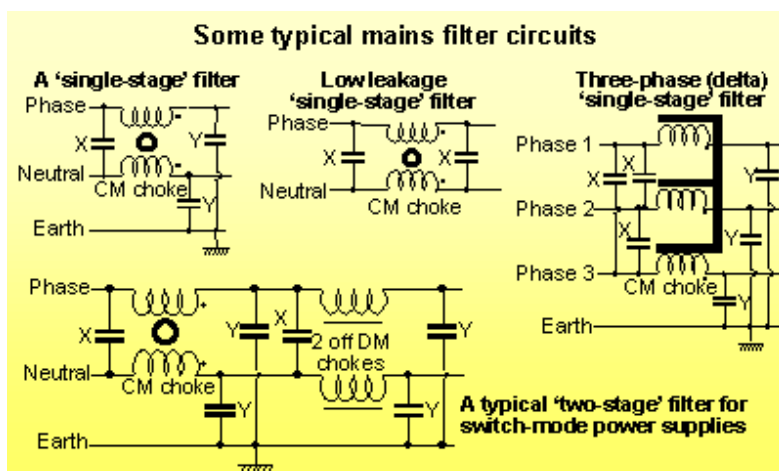 Some typical mains filter circuits
A 'single-stage' filter
Phase
X
Y
Neutral
CM choke
Y
Earth
Low leakage
'single-stage' filter
Phase
X
X
Neutral
CM choke
Three-phase (delta)
'single-stage' filter
Phase 1
X
X
Y
Phase 2
X
Y
Phase 3
CM choke
Y
Earth
Phase
X
Y
X
2 off DM
chokes
Y
Neutral
CM choke
Y
Y
Earth
A typical 'two-stage' filter for
switch-mode power supplies